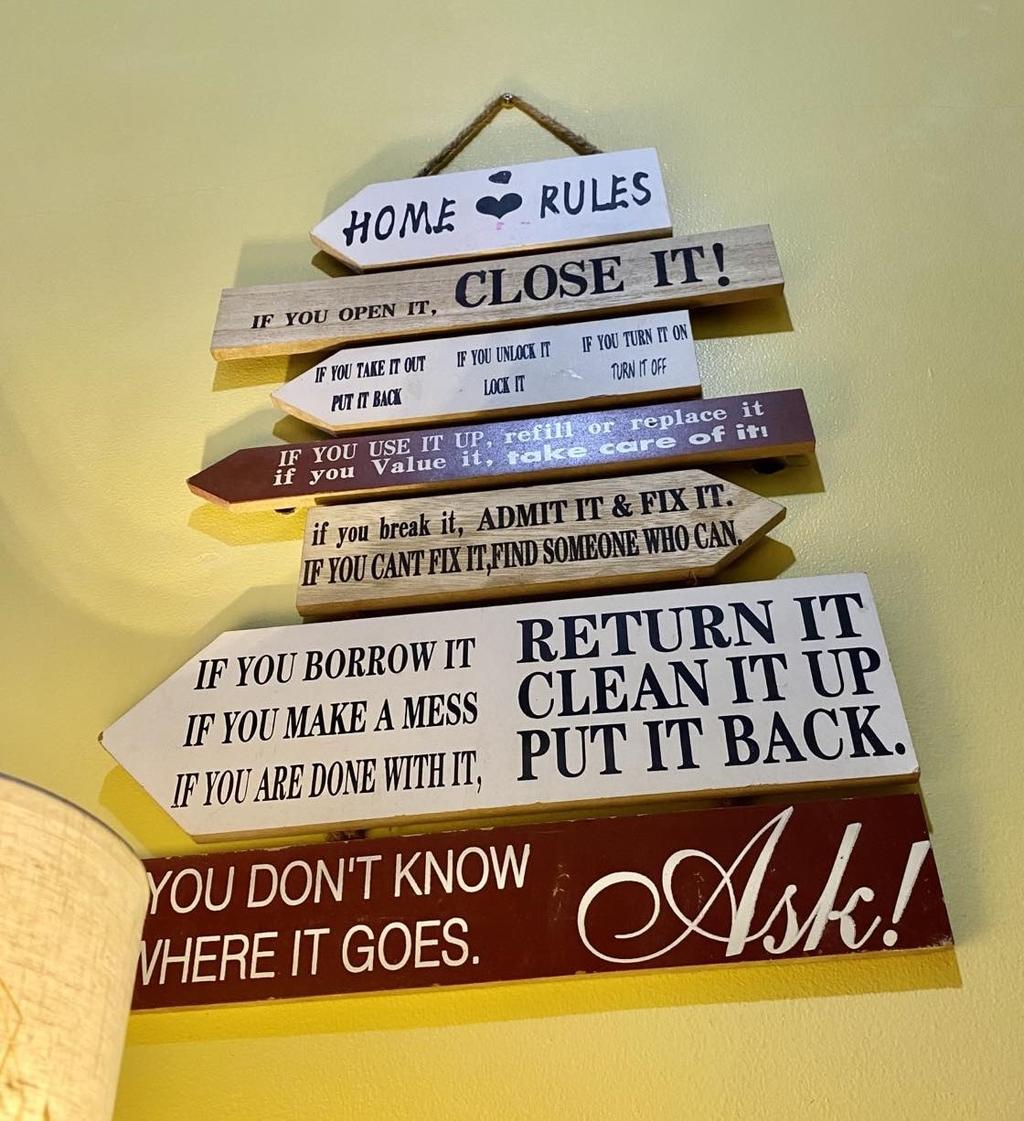 HOME RULES
IF YOU OPEN IT, CLOSE IT!
IF YOU TAKE IT OUT
PUT IT BACK
IF YOU UNLOCK IT
LOCK IT
IF YOU TURN IT ON
TURN IT OFF
IF YOU USE IT UP, refill or replace it
if you Value it, take care of it!
if you break it, ADMIT IT & FIX IT.
IF YOU CANT FIX IT,FIND SOMEONE WHO CAN.
IF YOU BORROW IT RETURN IT
IF YOU MAKE A MESS CLEAN IT UP
IF YOU ARE DONE WITH IT, PUT IT BACK.
YOU DON'T KNOW
WHERE IT GOES.
Ask!